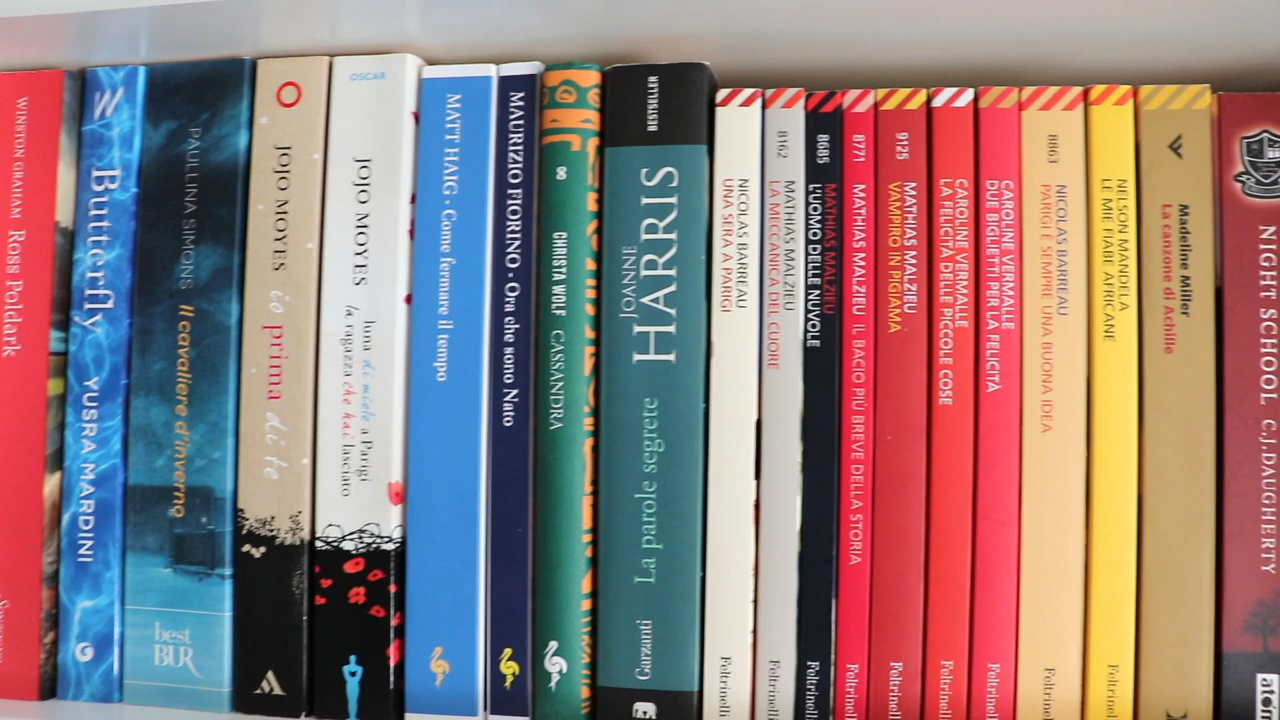 WINSTON GRAHAM Ross Poldark
Butterfly YUSRA MARDINI
PAULLINA SIMONS Il cavaliere d'inverno
best
BUR
JOJO MOYES io prima di te
OSCAR
JOJO MOYES
luna di miele a Parigi
la ragazza che hai lasciato
MATT HAIG · Come fermare il tempo
MAURIZIO FIORINO · Ora che sono Nato
8
CHRISTA WOLF CASSANDRA
BESTSELLER
JOANNE
HARRIS
La parole segrete
Garzanti
NICOLAS BARREAU
UNA SERA A PARIGI
Feltrinelli
8162
MATHIAS MALZIEU
LA MECCANICA DEL CUORE
Feltrinelli
8685
MATHIAS MALZIEU
L'UOMO DELLE NUVOLE
Feltrinelli
8771
MATHIAS MALZIEU IL BACIO PIÙ BREVE DELLA STORIA
Feltrinelli
9125
MATHIAS MALZIEU
VAMPIRO IN PIGIAMA
Feltrinelli
CAROLINE VERMALLE
LA FELICITÀ DELLE PICCOLE COSE
Feltrinelli
CAROLINE VERMALLE
DUE BIGLIETTI PER LA FELICITÀ
Feltrinelli
8863
NICOLAS BARREAU
PARIGI È SEMPRE UNA BUONA IDEA
Feltrinelli
NELSON MANDELA
LE MIE FIABE AFRICANE
Feltrinelli
Madeline Miller
La canzone di Achille
NIGHT SCHOOL C.J.DAUGHERTY
atom